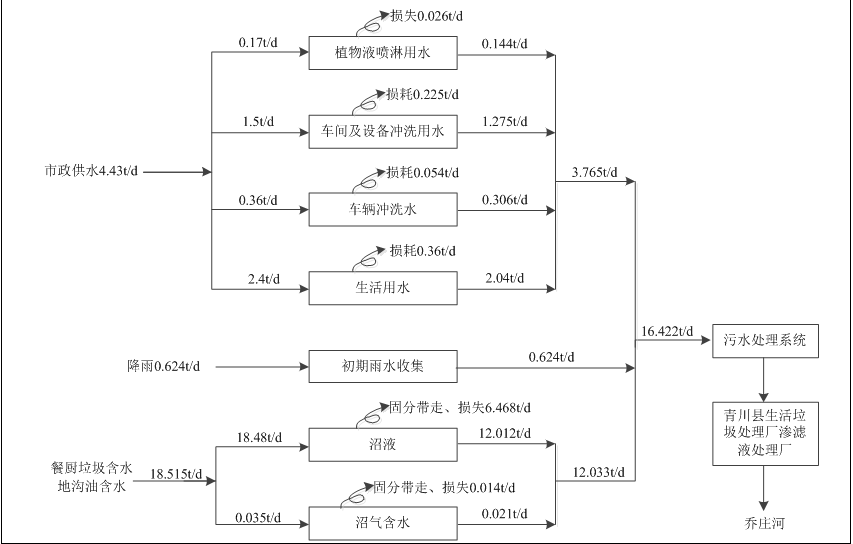 损失0.026t/d
0.17t/d
植物液喷淋用水
0.144t/d
损耗0.225t/d
1.5t/d
车间及设备冲洗用水
1.275t/d
市政供水4.43t/d
损耗0.054t/d
3.765t/d
0.36t/d
车辆冲洗水
0.306t/d
损耗0.36t/d
2.4t/d
生活用水
2.04t/d
16.422t/d
污水处理系统
降雨0.624t/d
初期雨水收集
0.624t/d
固分带走、损失6.468t/d
18.48t/d
沼液
12.012t/d
青川县生活垃
圾处理厂渗滤
液处理厂
餐厨垃圾含水
地沟油含水
18.515t/d
12.033t/d
固分带走、损失0.014t/d
0.035t/d
沼气含水
0.021t/d
乔庄河